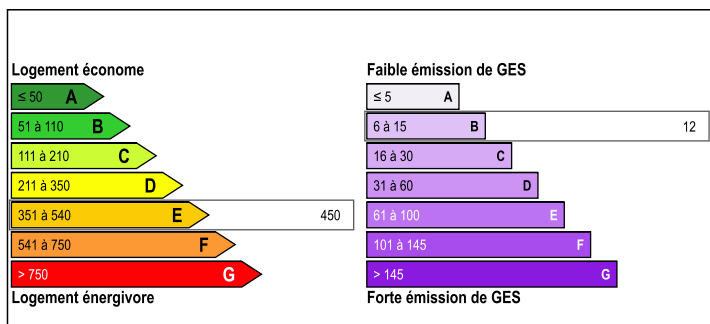 Logement économe
≤ 50 A
51 à 110 B
111 à 210 C
211 à 350 D
351 à 540 E 450
541 à 750 F
> 750 G
Logement énergivore
Faible émission de GES
≤ 5 A
6 à 15 B 12
16 à 30 C
31 à 60 D
61 à 100 E
101 à 145 F
> 145 G
Forte émission de GES